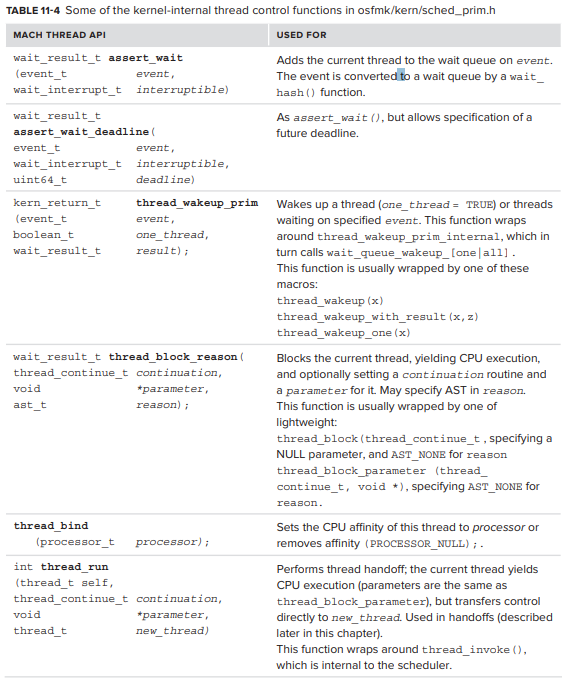 TABLE 11-4 Some of the kernel-internal thread control functions in osfmk/kern/sched_prim.h
MACH THREAD API
USED FOR
wait_result_t assert_wait
(event_t event,
wait_interrupt_t interruptible)
Adds the current thread to the wait queue on event.
The event is converted to a wait queue by a wait_
hash() function.
wait_result_t
assert_wait_deadline(
event_t event,
wait_interrupt_t interruptible,
uint64_t deadline)
As assert_wait(), but allows specification of a
future deadline.
kern_return_t thread_wakeup_prim
(event_t event,
boolean_t one_thread,
wait_result_t result);
Wakes up a thread (one_thread = TRUE) or threads
waiting on specified event. This function wraps
around thread_wakeup_prim_internal, which in
turn calls wait_queue_wakeup_[one|all].
This function is usually wrapped by one of these
macros:
thread_wakeup(x)
thread_wakeup_with_result(x,z)
thread_wakeup_one(x)
wait_result_t thread_block_reason(
thread_continue_t continuation,
void *parameter,
ast_t reason);
Blocks the current thread, yielding CPU execution,
and optionally setting a continuation routine and
a parameter for it. May specify AST in reason.
This function is usually wrapped by one of
lightweight:
thread_block(thread_continue_t, specifying a
NULL parameter, and AST_NONE for reason
thread_block_parameter (thread_
continue_t, void *), specifying AST_NONE for
reason.
thread_bind
(processor_t processor);
Sets the CPU affinity of this thread to processor or
removes affinity (PROCESSOR_NULL);.
int thread_run
(thread_t self,
thread_continue_t continuation,
void *parameter,
thread_t new_thread)
Performs thread handoff; the current thread yields
CPU execution (parameters are the same as
thread_block_parameter), but transfers control
directly to new_thread. Used in handoffs (described
later in this chapter).
This function wraps around thread_invoke(),
which is internal to the scheduler.